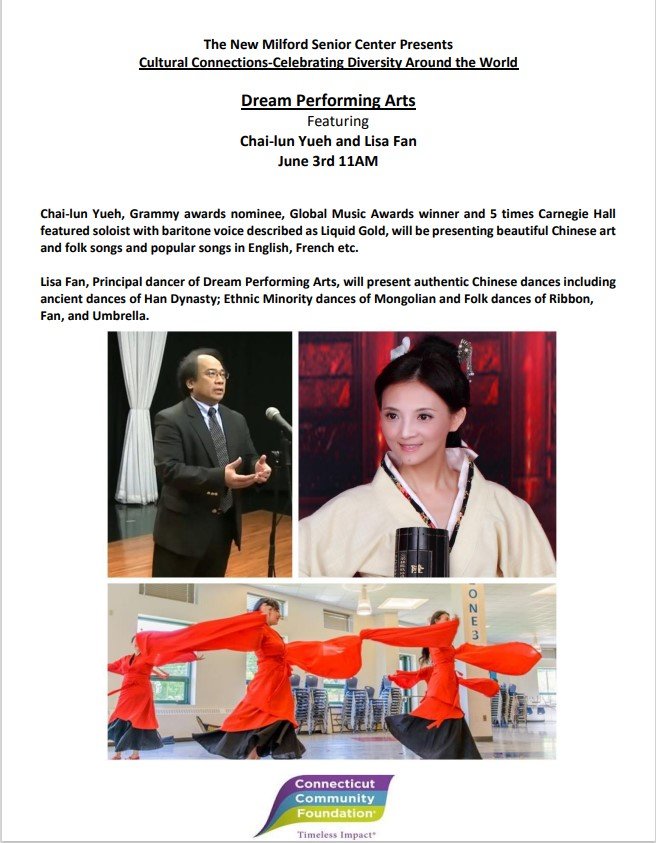 The New Milford Senior Center Presents
Cultural Connections-Celebrating Diversity Around the World
Dream Performing Arts
Featuring
Chai-lun Yueh and Lisa Fan
June 3rd 11AM
Chai-lun Yueh, Grammy awards nominee, Global Music Awards winner and 5 times Carnegie Hall
featured soloist with baritone voice described as Liquid Gold, will be presenting beautiful Chinese art
and folk songs and popular songs in English, French etc.
Lisa Fan, Principal dancer of Dream Performing Arts, will present authentic Chinese dances including
ancient dances of Han Dynasty; Ethnic Minority dances of Mongolian and Folk dances of Ribbon,
Fan, and Umbrella.
ONE 3
Connecticut
Community
Foundation®
Timeless Impact®